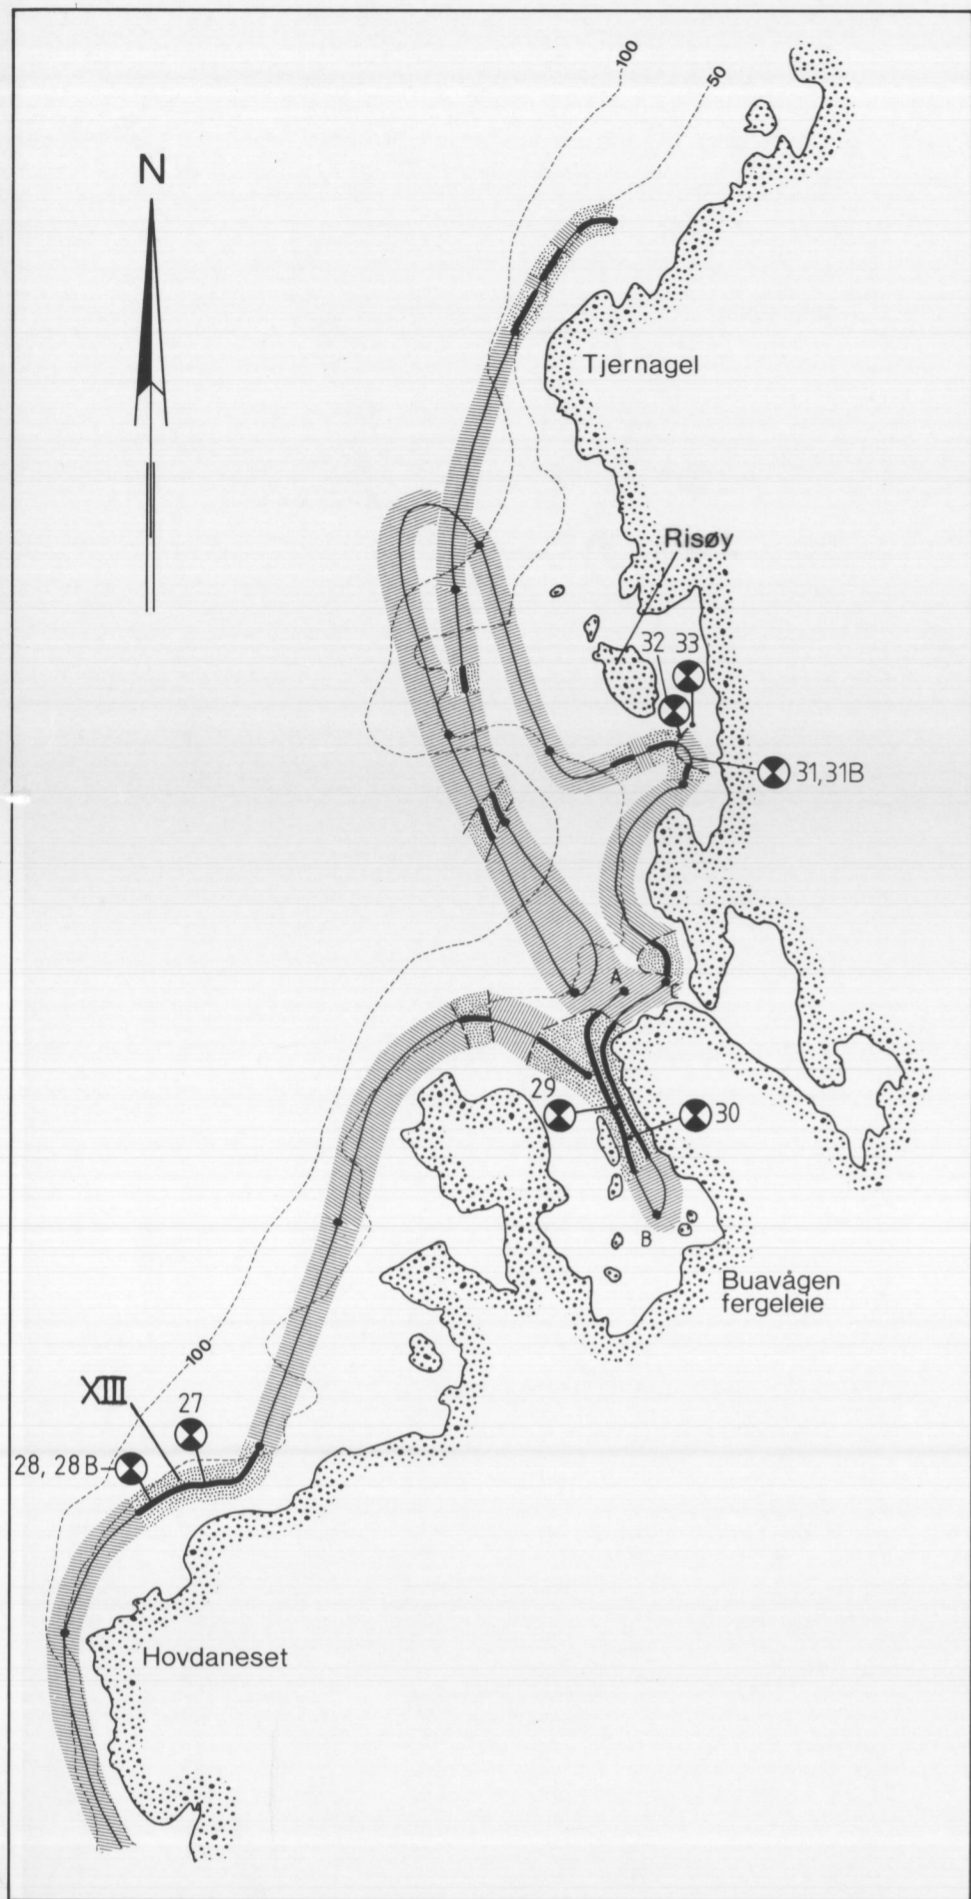 100
50
N
Tjernagel
Risøy
32 33
31,31B
A
C
29
30
B
Buavågen
fergeleie
100
XIII
27
28, 28B
Hovdaneset